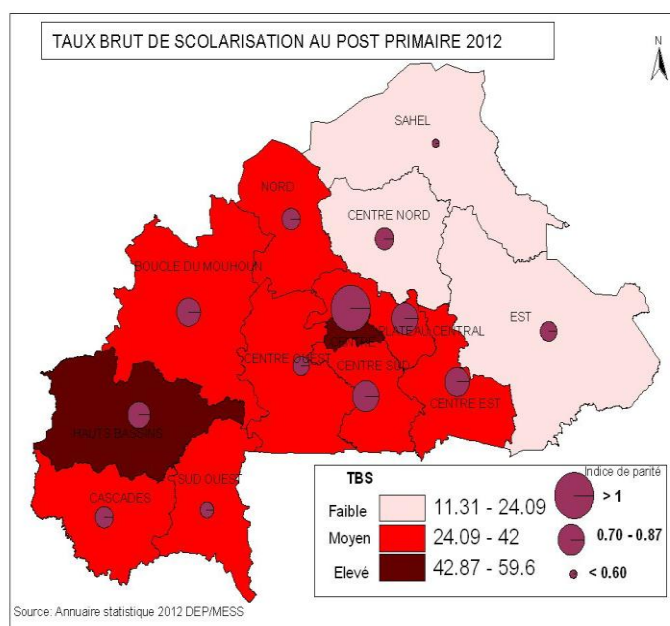 TAUX BRUT DE SCOLARISATION AU POST PRIMAIRE 2012
N
SAHEL
NORD
CENTRE NORD
BOUCLE DU MOUHOUN
EST
PLATEAU CENTRAL
CENTRE
CENTRE OUEST
CENTRE SUD
CENTRE EST
HAUTS BASSINS
SUD OUEST
CASCADES
TBS
Faible 11.31 - 24.09
Moyen 24.09 - 42
Elevé 42.87 - 59.6
Indice de parité
> 1
0.70 - 0.87
< 0.60
Source: Annuaire statistique 2012 DEP/MESS